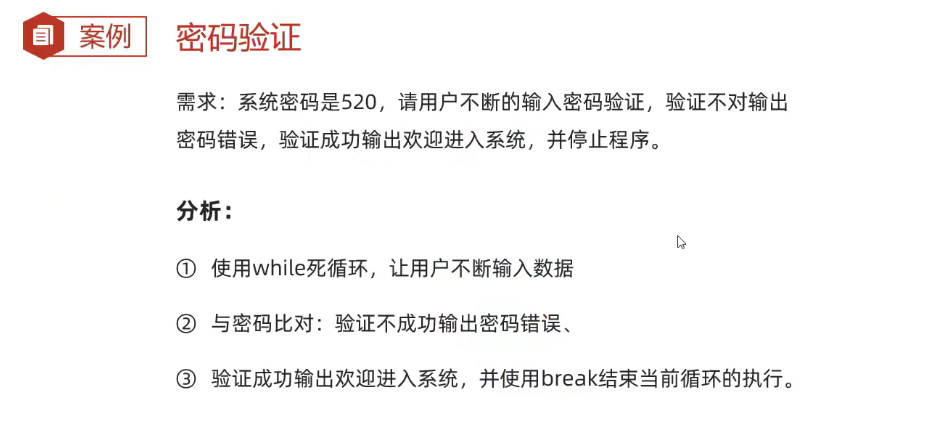 案例 密码验证
需求：系统密码是520，请用户不断的输入密码验证，验证不对输出
密码错误，验证成功输出欢迎进入系统，并停止程序。
分析：
① 使用while死循环，让用户不断输入数据
② 与密码比对：验证不成功输出密码错误、
③ 验证成功输出欢迎进入系统，并使用break结束当前循环的执行。